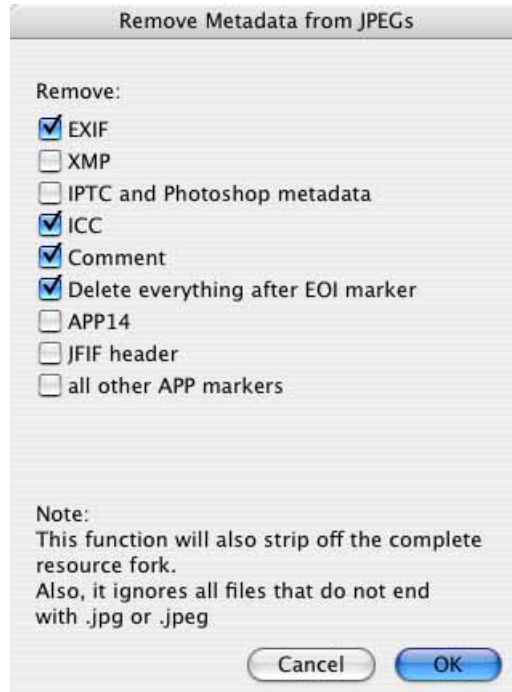 Remove Metadata from JPEGs
Remove:
EXIF
XMP
IPTC and Photoshop metadata
ICC
Comment
Delete everything after EOI marker
APP14
JFIF header
all other APP markers
Note:
This function will also strip off the complete
resource fork.
Also, it ignores all files that do not end
with .jpg or .jpeg
Cancel OK